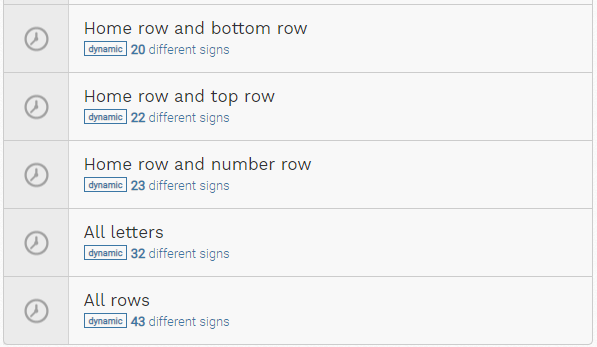 Home row and bottom row
dynamic 20 different signs
Home row and top row
dynamic 22 different signs
Home row and number row
dynamic 23 different signs
All letters
dynamic 32 different signs
All rows
dynamic 43 different signs